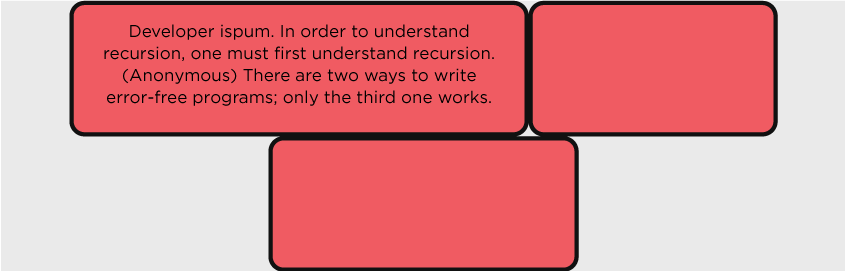 Developer ispum. In order to understand
recursion, one must first understand recursion.
(Anonymous) There are two ways to write
error-free programs; only the third one works.